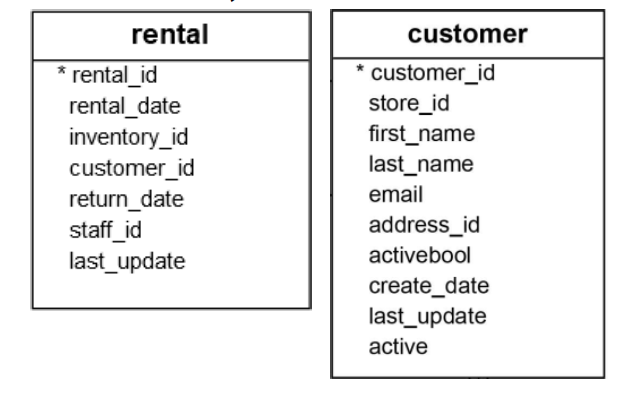 rental
* rental_id
rental_date
inventory_id
customer_id
return_date
staff_id
last_update
customer
* customer_id
store_id
first_name
last_name
email
address_id
activebool
create_date
last_update
active